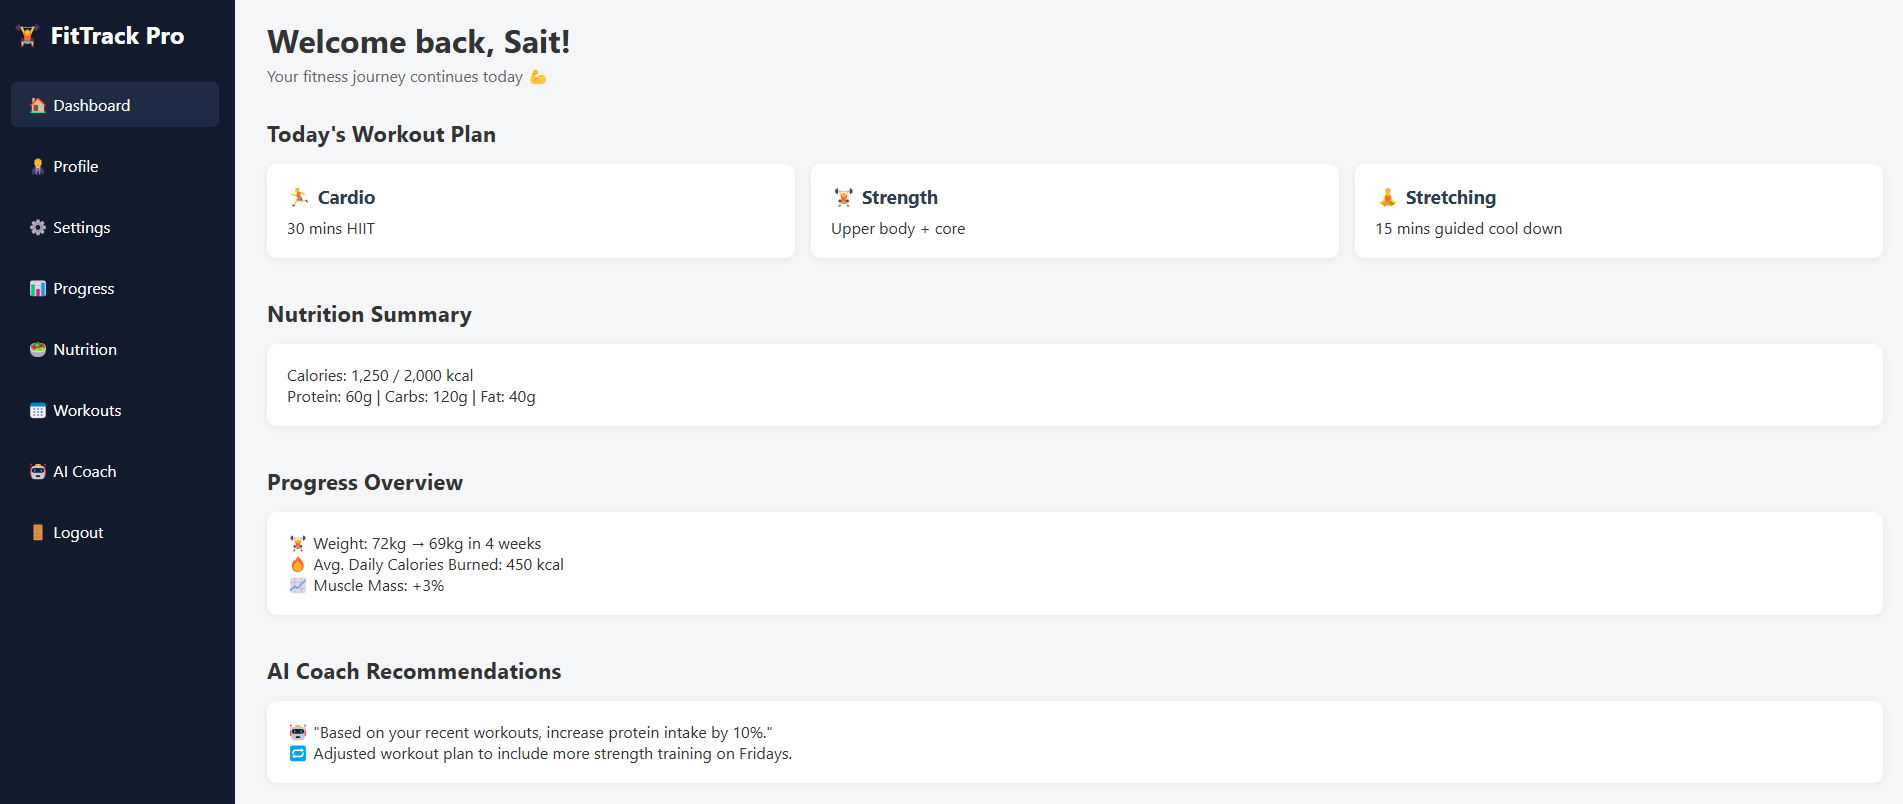 FitTrack Pro
Dashboard
Profile
Settings
Progress
Nutrition
Workouts
AI Coach
Logout
Welcome back, Sait!
Your fitness journey continues today 💪
Today's Workout Plan
Cardio
30 mins HIIT
Strength
Upper body + core
Stretching
15 mins guided cool down
Nutrition Summary
Calories: 1,250 / 2,000 kcal
Protein: 60g | Carbs: 120g | Fat: 40g
Progress Overview
Weight: 72kg → 69kg in 4 weeks
Avg. Daily Calories Burned: 450 kcal
Muscle Mass: +3%
AI Coach Recommendations
"Based on your recent workouts, increase protein intake by 10%."
Adjusted workout plan to include more strength training on Fridays.